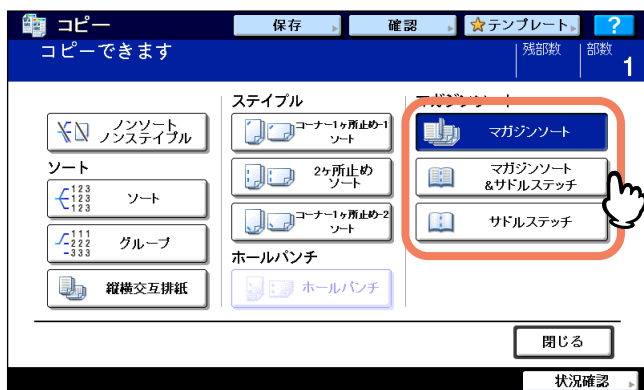 コピー
保存
確認
テンプレート
?
コピーできます
残部数
部数
1
ノンソート
ノンステイプル
ソート
123
123
123
ソート
111
222
333
グループ
縦横交互排紙
ステイプル
コーナー1ヶ所止め-1
ソート
2ヶ所止め
ソート
コーナー1ヶ所止め-2
ソート
ホールパンチ
ホールパンチ
マガジンソート
マガジンソート
マガジンソート
&サドルステッチ
サドルステッチ
閉じる
状況確認